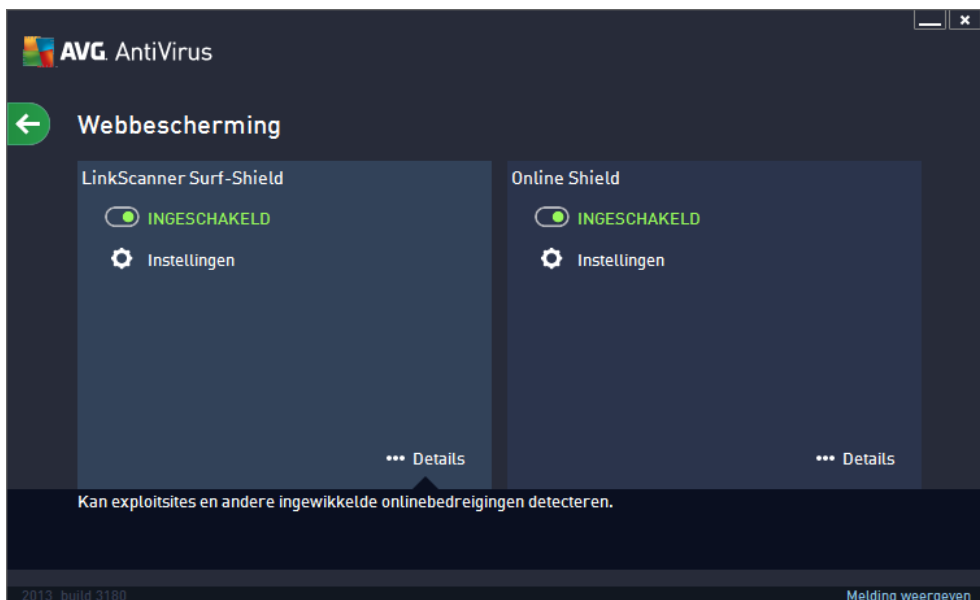 AVG. AntiVirus
Webbescherming
LinkScanner Surf-Shield
INGESCHAKELD
Instellingen
••• Details
Online Shield
INGESCHAKELD
Instellingen
••• Details
Kan exploitsites en andere ingewikkelde onlinebedreigingen detecteren.
2013 build 3180
Melding weergeven